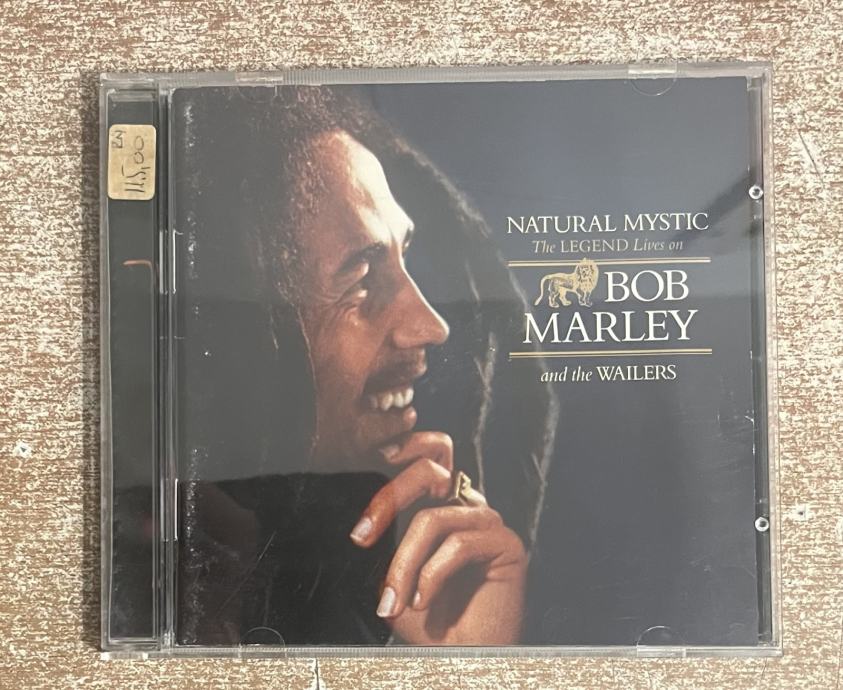 115,00
NATURAL MYSTIC
The LEGEND Lives on
BOB
MARLEY
and the WAILERS